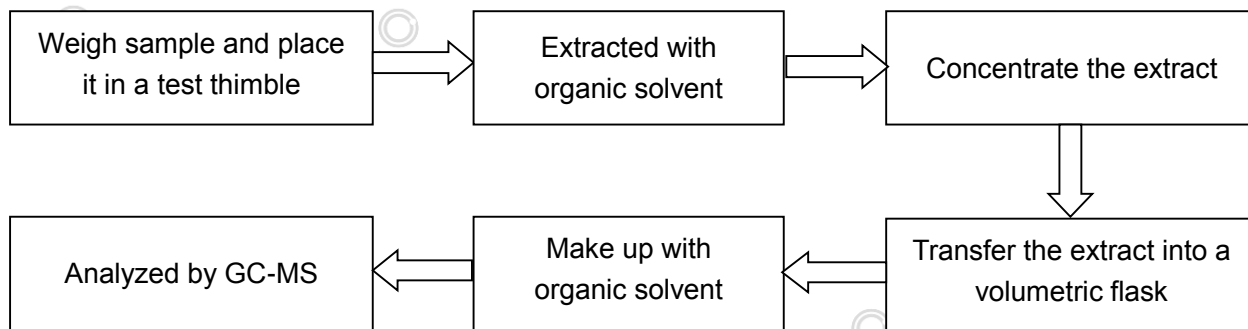 Weigh sample and place
it in a test thimble
Extracted with
organic solvent
Concentrate the extract
Transfer the extract into a
volumetric flask
Make up with
organic solvent
Analyzed by GC-MS